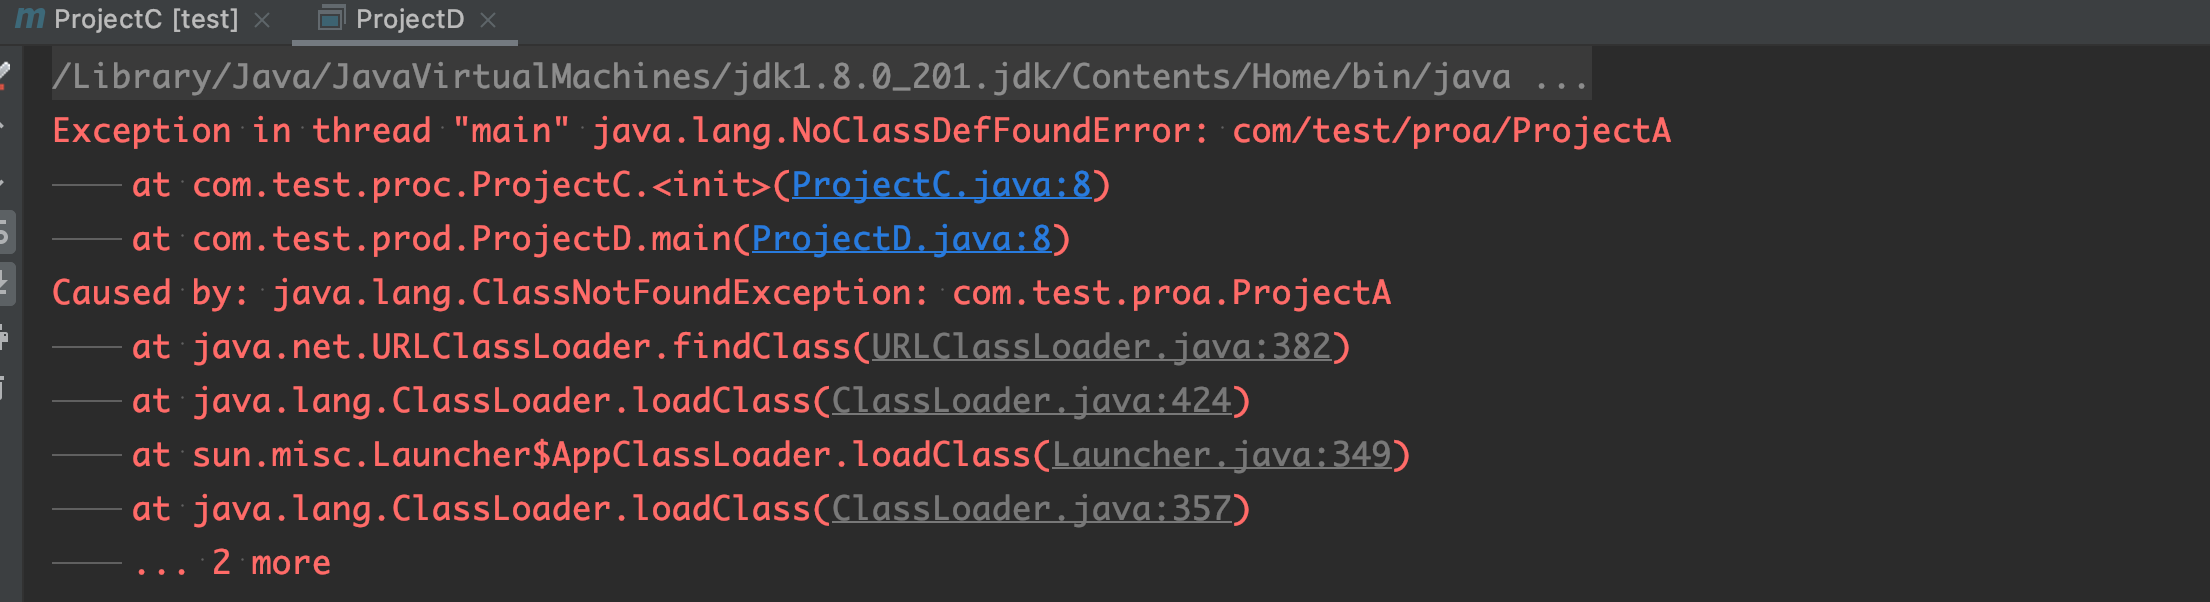 m ProjectC [test] × ProjectD ×
/Library/Java/JavaVirtualMachines/jdk1.8.0_201.jdk/Contents/Home/bin/java ...
Exception in thread "main" java.lang.NoClassDefFoundError: com/test/proa/ProjectA
at com.test.proc.ProjectC.<init>(ProjectC.java:8)
at com.test.prod.ProjectD.main(ProjectD.java:8)
Caused by: java.lang.ClassNotFoundException: com.test.proa.ProjectA
at java.net.URLClassLoader.findClass(URLClassLoader.java:382)
at java.lang.ClassLoader.loadClass(ClassLoader.java:424)
at sun.misc.Launcher$AppClassLoader.loadClass(Launcher.java:349)
at java.lang.ClassLoader.loadClass(ClassLoader.java:357)
... 2 more